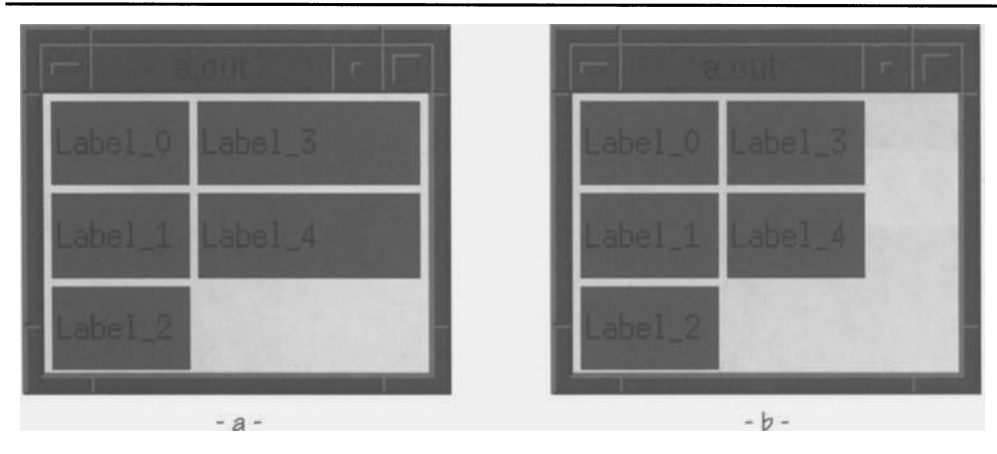 a.out a.out
Label_0 Label_3 Label_0 Label_3
Label_1 Label_4 Label_1 Label_4
Label_2 Label_2
- a - - b -